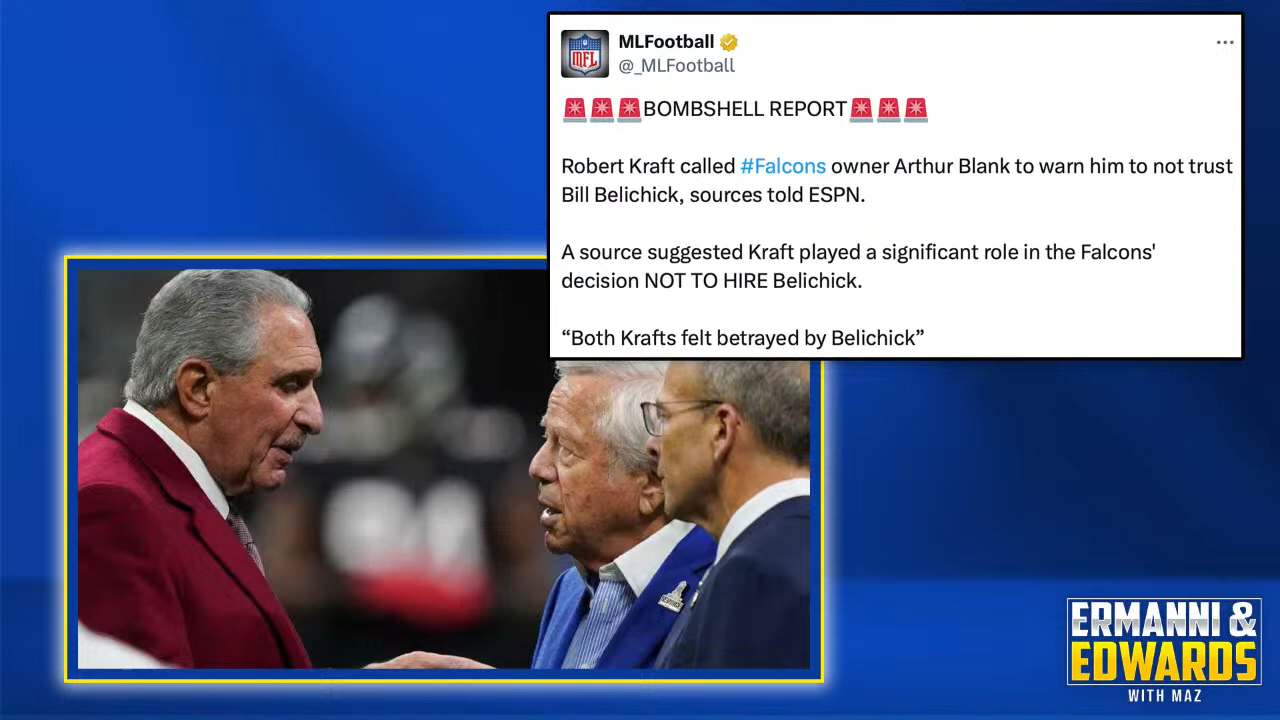 MLFootball
@_MLFootball
🚨🚨🚨BOMBSHELL REPORT🚨🚨🚨
Robert Kraft called #Falcons owner Arthur Blank to warn him to not trust
Bill Belichick, sources told ESPN.
A source suggested Kraft played a significant role in the Falcons'
decision NOT TO HIRE Belichick.
“Both Krafts felt betrayed by Belichick”
MFL
ERMANNI &
EDWARDS
WITH MAZ